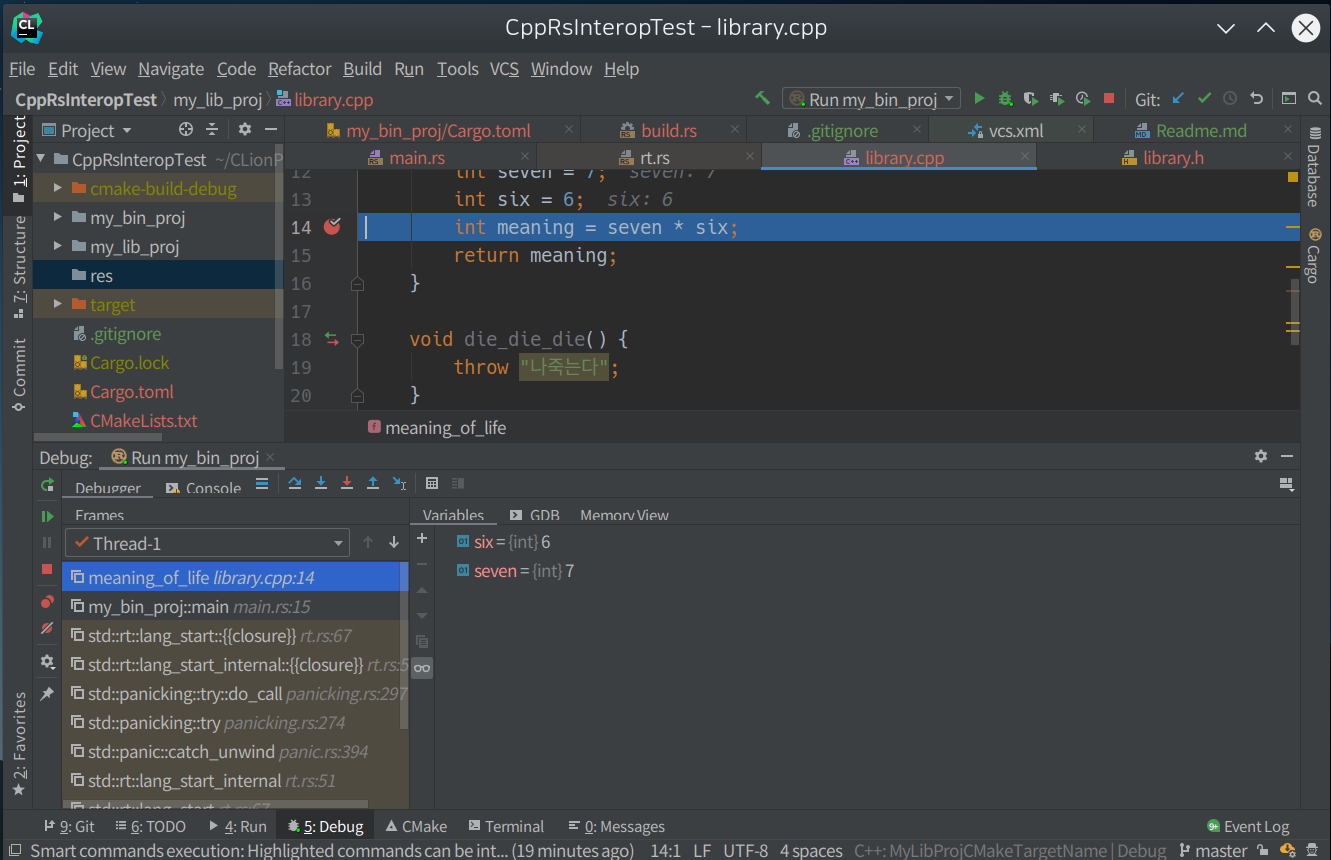 CL
CppRsInteropTest – library.cpp
File Edit View Navigate Code Refactor Build Run Tools VCS Window Help
CppRsInteropTest my_lib_proj library.cpp Run my_bin_proj Git:
1: Project
Project
my_bin_proj/Cargo.toml build.rs .gitignore vcs.xml Readme.md
main.rs rt.rs library.cpp library.h
CppRsInteropTest ~/CLionP
cmake-build-debug
my_bin_proj
my_lib_proj
res
target
.gitignore
Cargo.lock
Cargo.toml
CMakeLists.txt
7: Structure
Commit
2: Favorites
Database
Cargo
12 int seven = 7; seven: 7
13 int six = 6; six: 6
14 int meaning = seven * six;
15 return meaning;
16 }
17
18 void die_die_die() {
19 throw "나죽는다";
20 }
meaning_of_life
Debug: Run my_bin_proj
Debugger Console
Frames
Thread-1
meaning_of_life library.cpp:14
my_bin_proj::main main.rs:15
std::rt::lang_start::{{closure}} rt.rs:67
std::rt::lang_start_internal::{{closure}} rt.rs:5
std::panicking::try::do_call panicking.rs:297
std::panicking::try panicking.rs:274
std::panic::catch_unwind panic.rs:394
std::rt::lang_start_internal rt.rs:51
std::rt::lang_start rt.rs:67
Variables GDB Memory View
six = {int} 6
seven = {int} 7
9: Git 6: TODO 4: Run 5: Debug CMake Terminal 0: Messages 9+ Event Log
Smart commands execution: Highlighted commands can be int... (19 minutes ago) 14:1 LF UTF-8 4 spaces C++: MyLibProjCMakeTargetName | Debug master